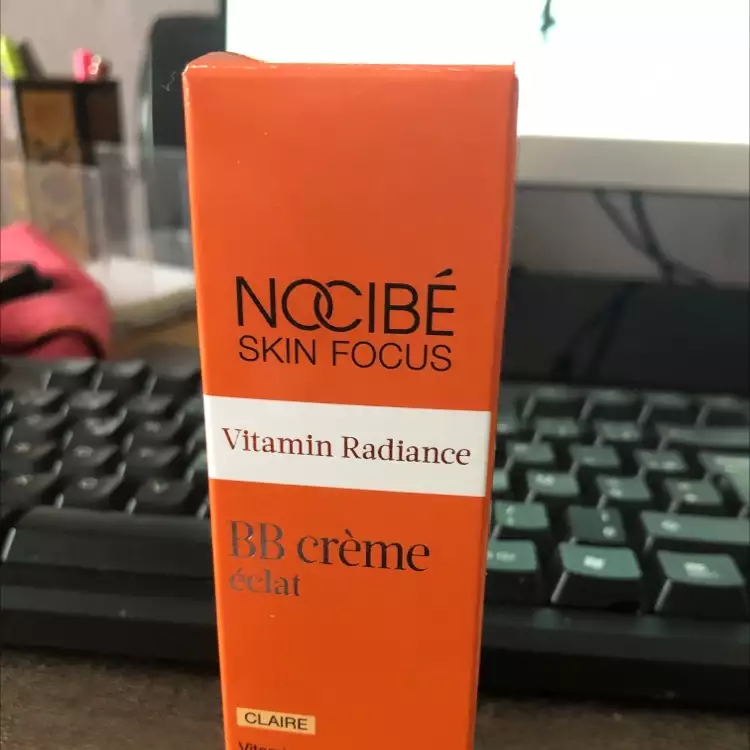 NOCIBÉ
SKIN FOCUS
Vitamin Radiance
BB crème
éclat
CLAIRE